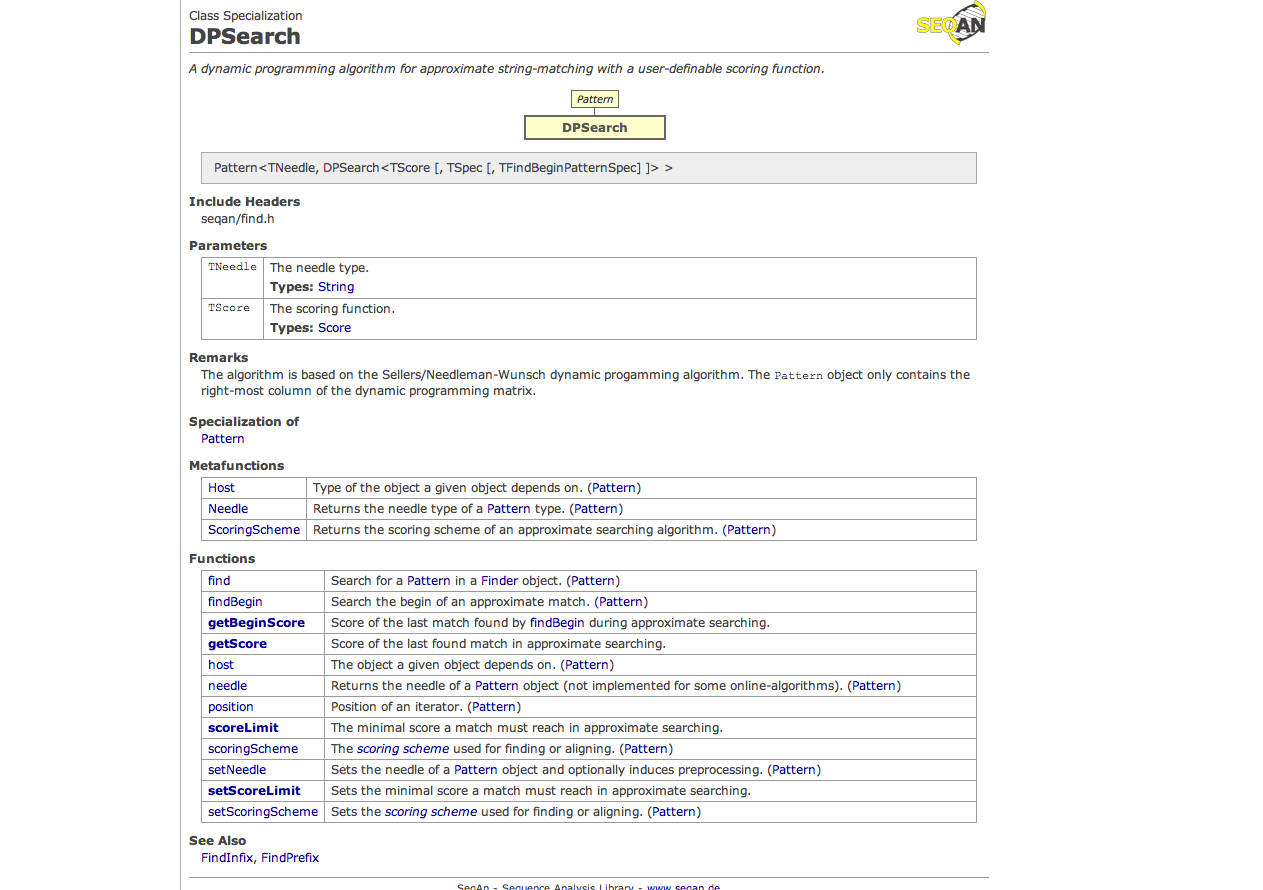 Class Specialization
DPSearch
SEQAN
A dynamic programming algorithm for approximate string-matching with a user-definable scoring function.
Pattern
DPSearch
Pattern<TNeedle, DPSearch<TScore [, TSpec [, TFindBeginPatternSpec] ]> >
Include Headers
seqan/find.h
Parameters
TNeedle The needle type.
Types: String
TScore The scoring function.
Types: Score
Remarks
The algorithm is based on the Sellers/Needleman-Wunsch dynamic progamming algorithm. The Pattern object only contains the
right-most column of the dynamic programming matrix.
Specialization of
Pattern
Metafunctions
Host Type of the object a given object depends on. (Pattern)
Needle Returns the needle type of a Pattern type. (Pattern)
ScoringScheme Returns the scoring scheme of an approximate searching algorithm. (Pattern)
Functions
find Search for a Pattern in a Finder object. (Pattern)
findBegin Search the begin of an approximate match. (Pattern)
getBeginScore Score of the last match found by findBegin during approximate searching.
getScore Score of the last found match in approximate searching.
host The object a given object depends on. (Pattern)
needle Returns the needle of a Pattern object (not implemented for some online-algorithms). (Pattern)
position Position of an iterator. (Pattern)
scoreLimit The minimal score a match must reach in approximate searching.
scoringScheme The scoring scheme used for finding or aligning. (Pattern)
setNeedle Sets the needle of a Pattern object and optionally induces preprocessing. (Pattern)
setScoreLimit Sets the minimal score a match must reach in approximate searching.
setScoringScheme Sets the scoring scheme used for finding or aligning. (Pattern)
See Also
FindInfix, FindPrefix
SeqAn - Sequence Analysis Library - www.seqan.de